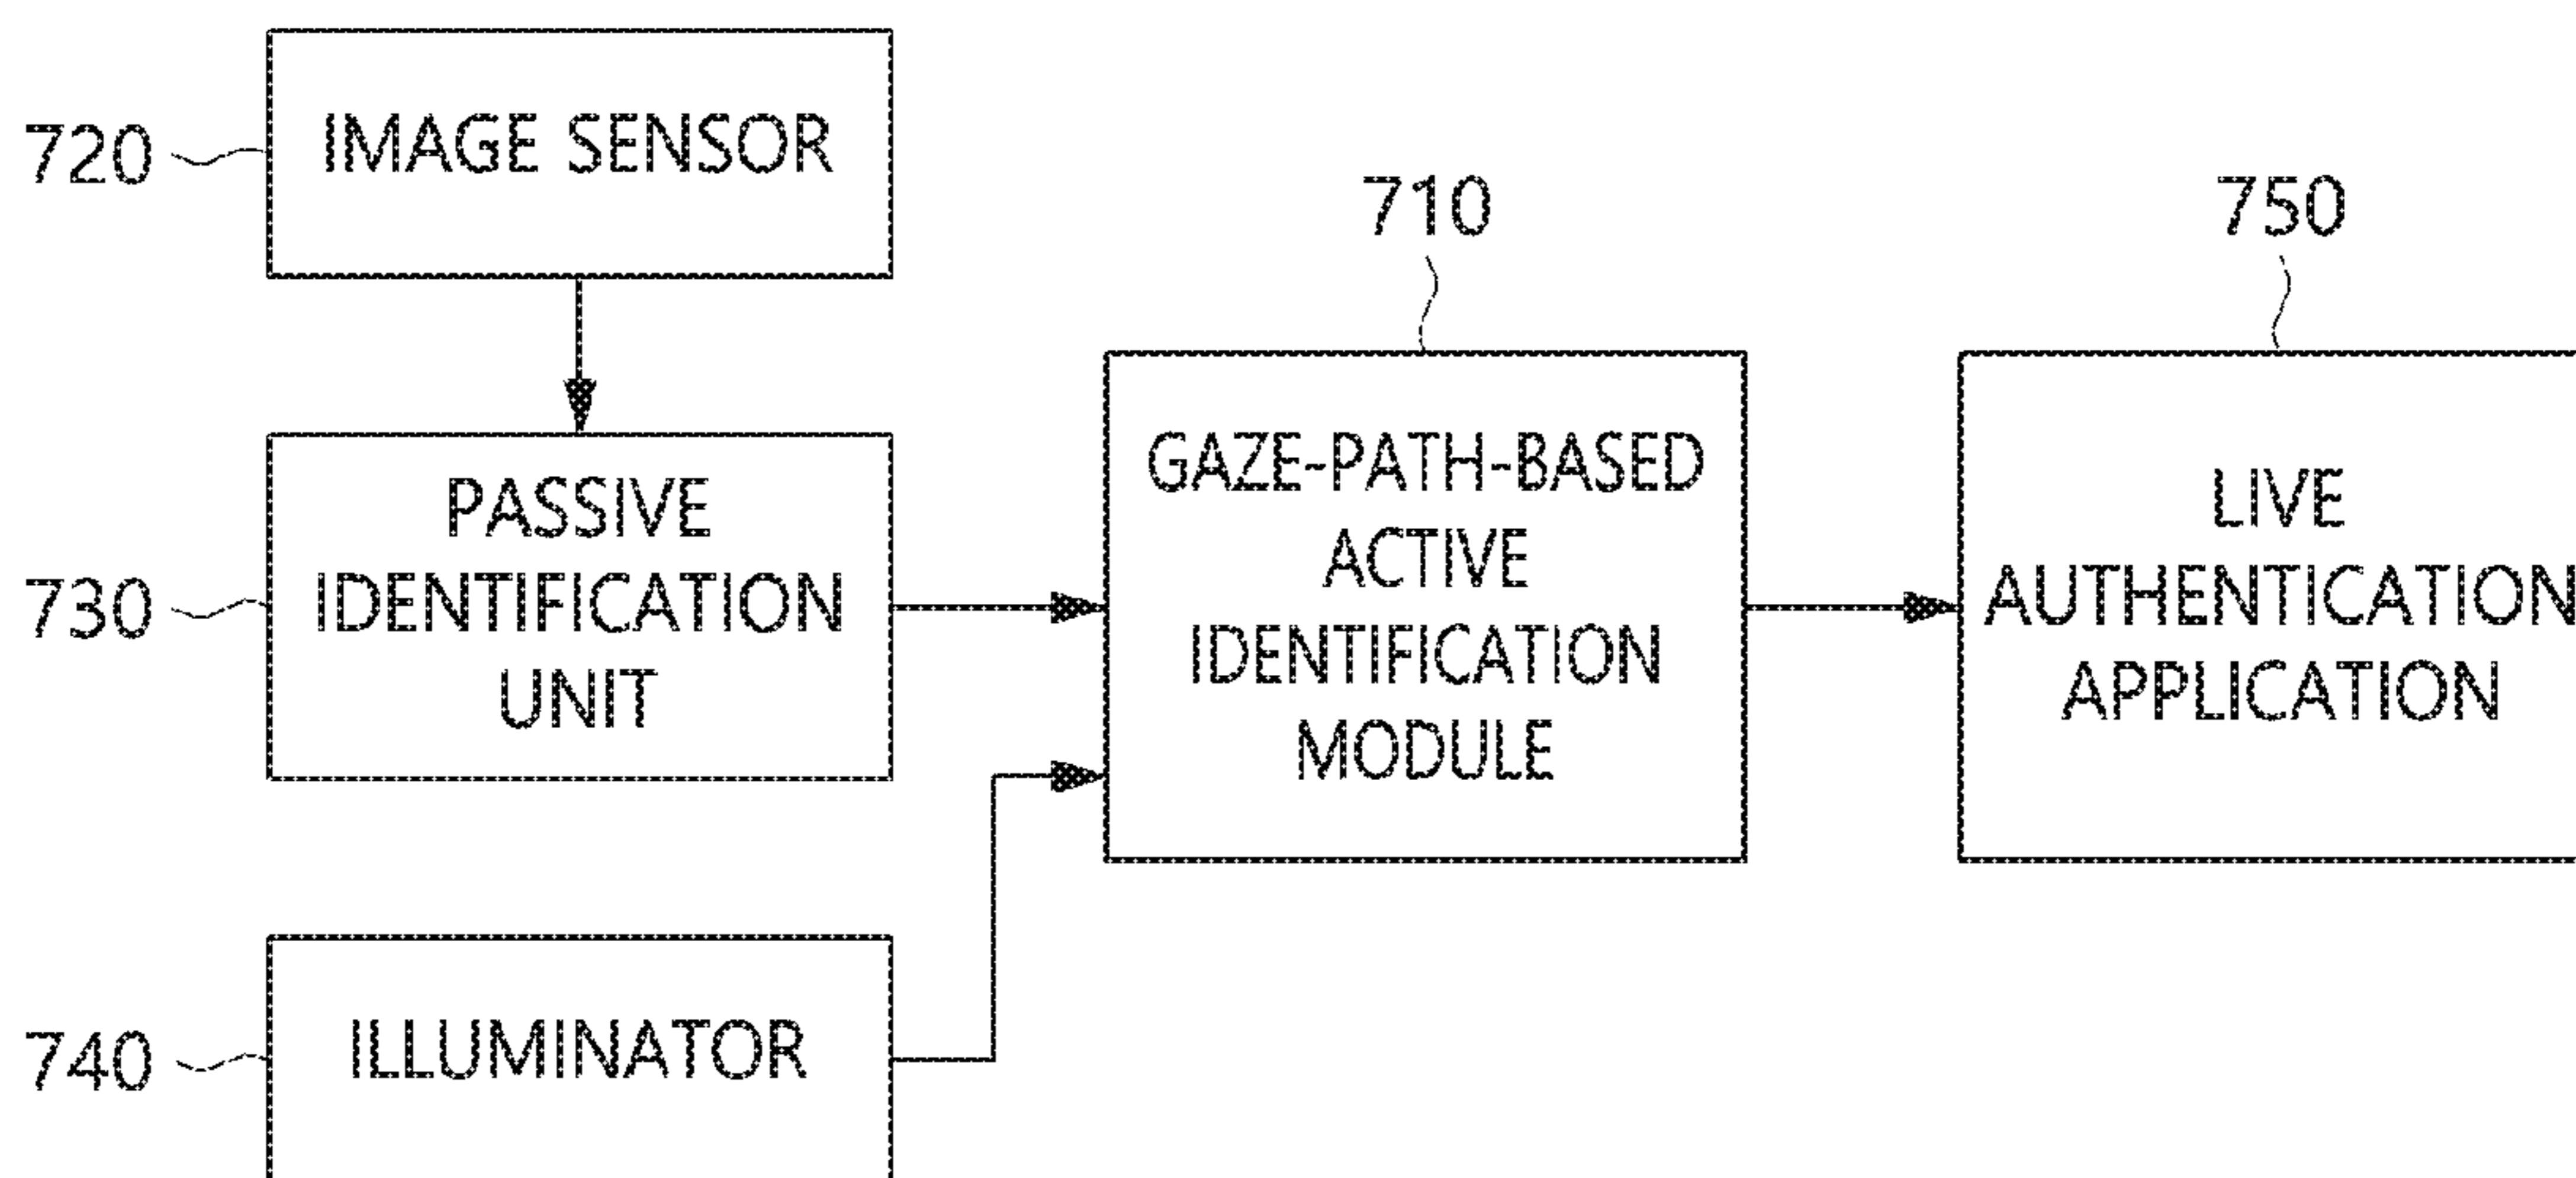 720
IMAGE SENSOR
710
750
730
PASSIVE
IDENTIFICATION
UNIT
GAZE-PATH-BASED
ACTIVE
IDENTIFICATION
MODULE
LIVE
AUTHENTICATION
APPLICATION
740
ILLUMINATOR